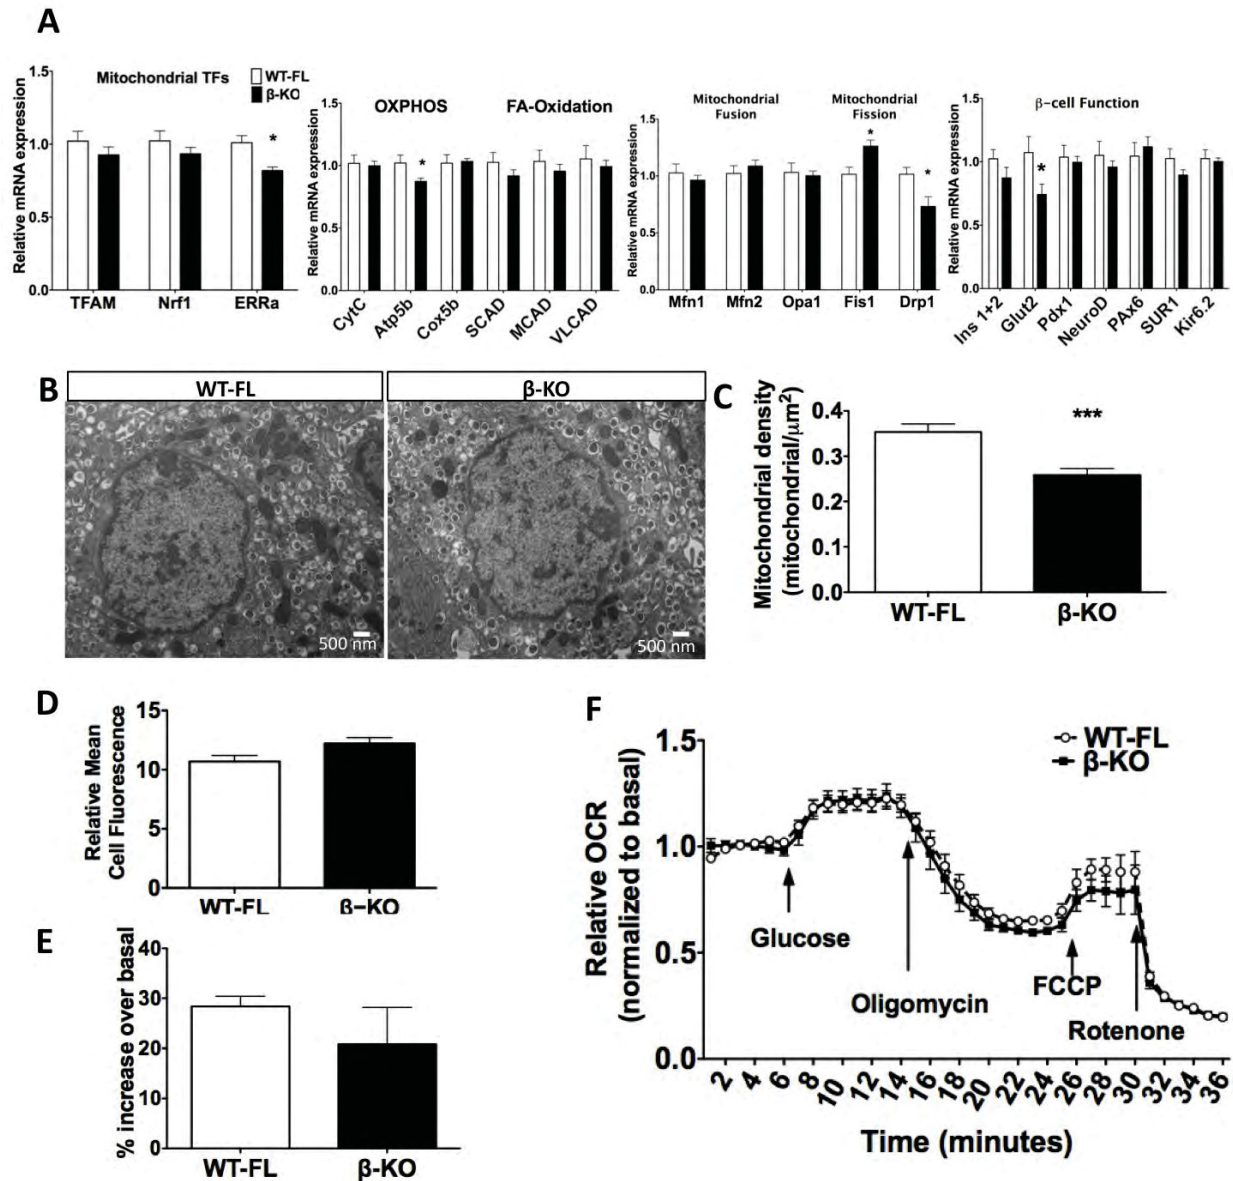 A
Mitochondrial TFs
WT-FL
β-KO
Relative mRNA expression
1.5
1.0
0.5
0.0
TFAM Nrf1 ERRa
*
OXPHOS FA-Oxidation
Relative mRNA expression
1.5
1.0
0.5
0.0
*
CytC Atp5b Cox5b SCAD MCAD VLCAD
Mitochondrial Fusion
Mitochondrial Fission
Relative mRNA expression
1.5
1.0
0.5
0.0
* *
Mfn1 Mfn2 Opa1 Fis1 Drp1
β-cell Function
Relative mRNA expression
1.5
1.0
0.5
0.0
*
Ins 1+2 Glut2 Pdx1 NeuroD PAx6 SUR1 Kir6.2
B
WT-FL β-KO
500 nm 500 nm
C
Mitochondrial density
(mitochondrial/μm²)
0.4
0.3
0.2
0.1
0.0
***
WT-FL β-KO
D
Relative Mean
Cell Fluorescence
15
10
5
0
WT-FL β-KO
E
% increase over basal
40
30
20
10
0
WT-FL β-KO
F
Relative OCR
(normalized to basal)
1.5
1.0
0.5
0.0
WT-FL
β-KO
Glucose
Oligomycin
FCCP
Rotenone
2 4 6 8 10 12 14 16 18 20 22 24 26 28 30 32 34 36
Time (minutes)